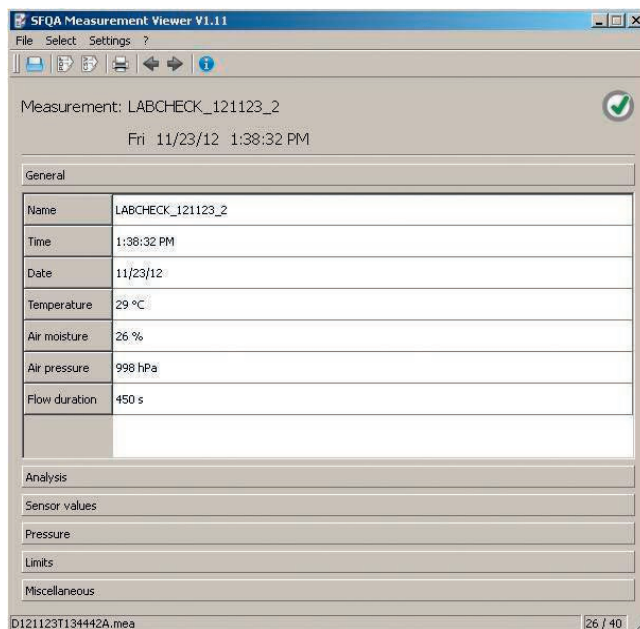 SFQA Measurement Viewer V1.11
File Select Settings ?
Measurement: LABCHECK_121123_2
Fri 11/23/12 1:38:32 PM
General
Name LABCHECK_121123_2
Time 1:38:32 PM
Date 11/23/12
Temperature 29 °C
Air moisture 26 %
Air pressure 998 hPa
Flow duration 450 s
Analysis
Sensor values
Pressure
Limits
Miscellaneous
D121123T134442A.mea 26 / 40